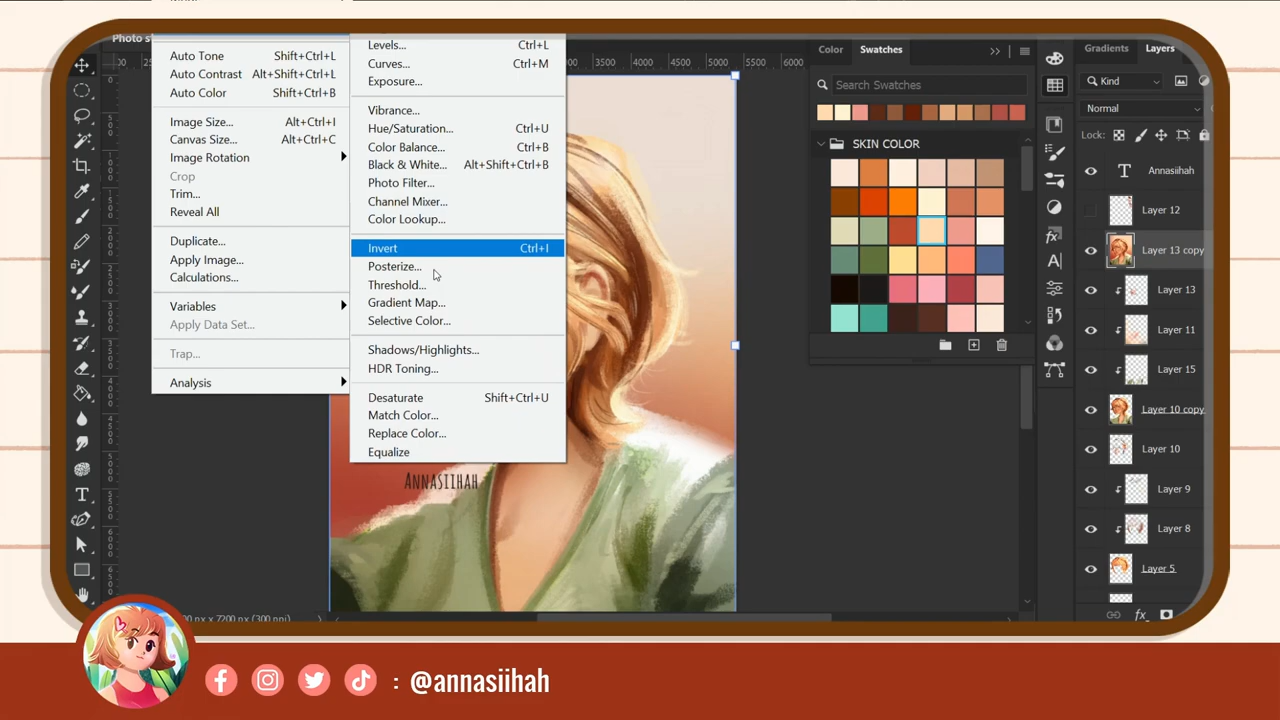 Photo s
Auto Tone Shift+Ctrl+L
Auto Contrast Alt+Shift+Ctrl+L
Auto Color Shift+Ctrl+B
Image Size... Alt+Ctrl+I
Canvas Size... Alt+Ctrl+C
Image Rotation
Crop
Trim...
Reveal All
Duplicate...
Apply Image...
Calculations...
Variables
Apply Data Set...
Trap...
Analysis
Levels... Ctrl+L
Curves... Ctrl+M
Exposure...
Vibrance...
Hue/Saturation... Ctrl+U
Color Balance... Ctrl+B
Black & White... Alt+Shift+Ctrl+B
Photo Filter...
Channel Mixer...
Color Lookup...
Invert Ctrl+I
Posterize...
Threshold...
Gradient Map...
Selective Color...
Shadows/Highlights...
HDR Toning...
Desaturate Shift+Ctrl+U
Match Color...
Replace Color...
Equalize
3500 4000 4500 5000 5500 6000
ANNASIIHAH
px x 7200 px (300 ppi)
Color Swatches
Search Swatches
SKIN COLOR
Gradients Layers
Kind
Normal
Lock:
T Annasiihah
Layer 12
Layer 13 copy
Layer 13
Layer 11
Layer 15
Layer 10 copy
Layer 10
Layer 9
Layer 8
Layer 5
fx
: @annasiihah